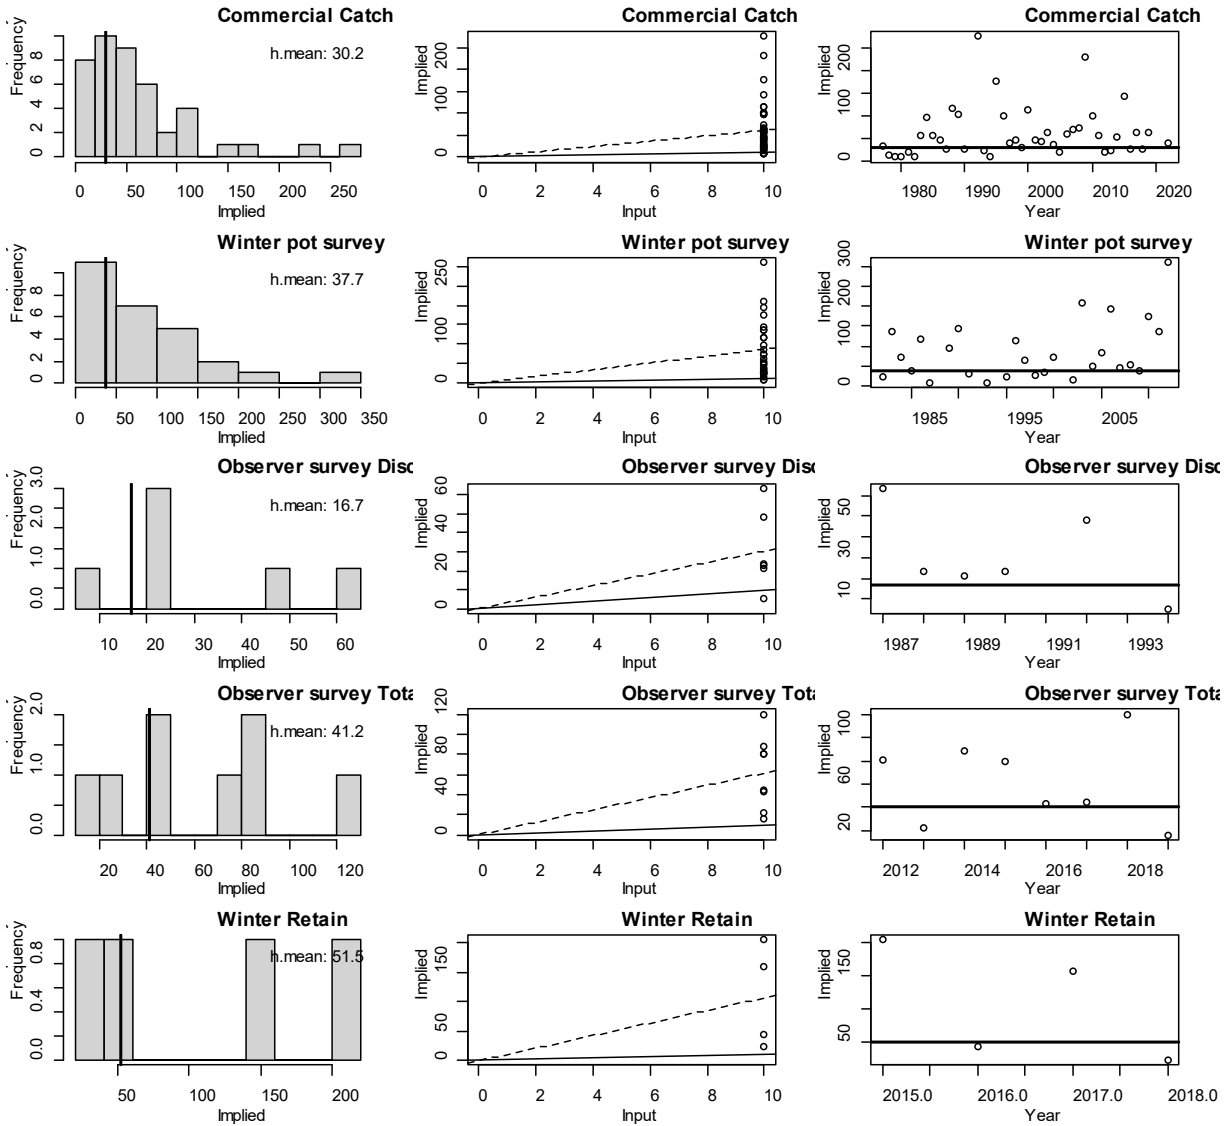 Commercial Catch
Frequency
0 2 4 6 8
h.mean: 30.2
0 50 100 150 200 250
Implied
Commercial Catch
Implied
0 100 200
0 2 4 6 8 10
Input
Commercial Catch
Implied
0 100 200
1980 1990 2000 2010 2020
Year
Winter pot survey
Frequency
0 2 4 6 8
h.mean: 37.7
0 50 100 150 200 250 300 350
Implied
Winter pot survey
Implied
0 100 250
0 2 4 6 8 10
Input
Winter pot survey
Implied
0 100 200 300
1985 1995 2005
Year
Observer survey Disc
Frequency
0.0 1.0 2.0 3.0
h.mean: 16.7
10 20 30 40 50 60
Implied
Observer survey Disc
Implied
0 20 40 60
0 2 4 6 8 10
Input
Observer survey Disc
Implied
10 30 50
1987 1989 1991 1993
Year
Observer survey Tota
Frequency
0.0 1.0 2.0
h.mean: 41.2
20 40 60 80 100 120
Implied
Observer survey Tota
Implied
0 40 80 120
0 2 4 6 8 10
Input
Observer survey Tota
Implied
20 60 100
2012 2014 2016 2018
Year
Winter Retain
Frequency
0.0 0.4 0.8
h.mean: 51.5
50 100 150 200
Implied
Winter Retain
Implied
0 50 150
0 2 4 6 8 10
Input
Winter Retain
Implied
50 150
2015.0 2016.0 2017.0 2018.0
Year